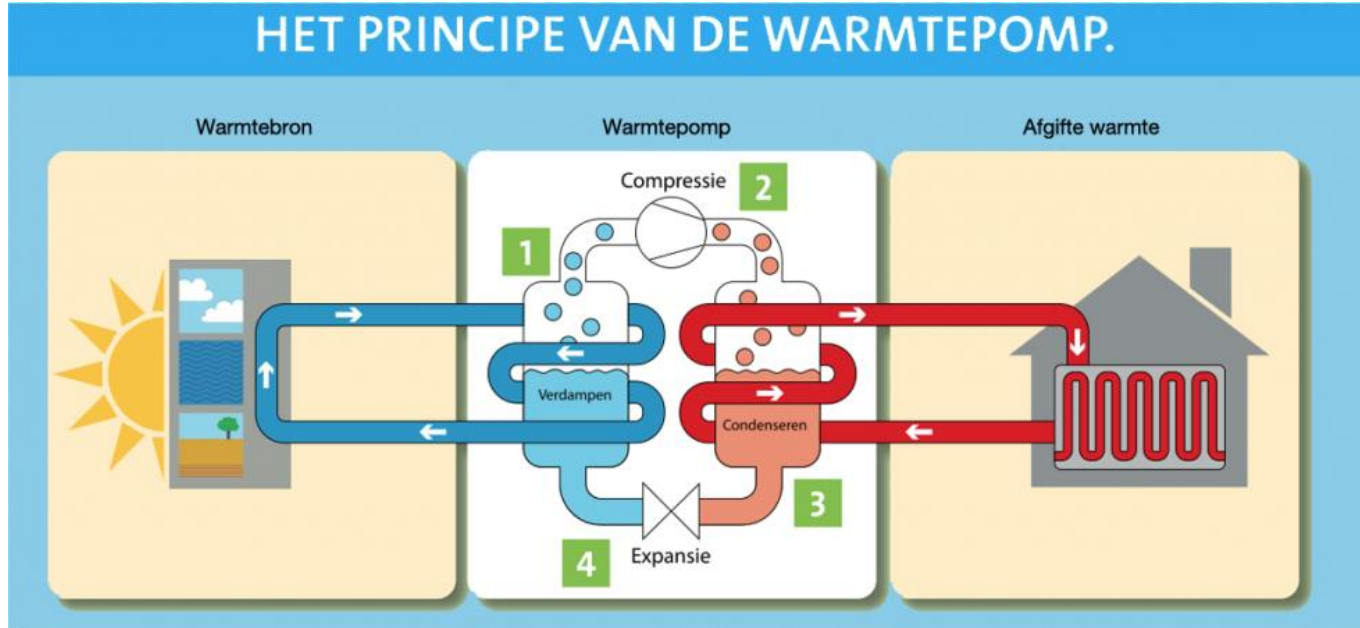 HET PRINCIPE VAN DE WARMTEPOMP.
Warmtebron
Warmtepomp
Afgifte warmte
Compressie
2
1
Verdampen
Condenseren
3
4
Expansie